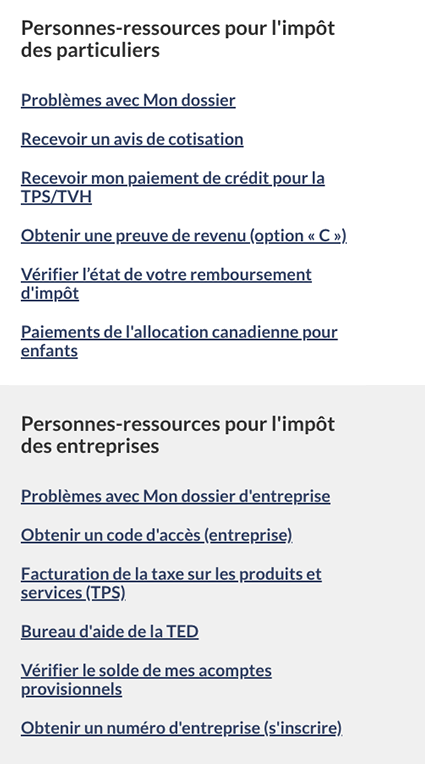 Personnes-ressources pour l'impôt
des particuliers
Problèmes avec Mon dossier
Recevoir un avis de cotisation
Recevoir mon paiement de crédit pour la
TPS/TVH
Obtenir une preuve de revenu (option « C »)
Vérifier l’état de votre remboursement
d'impôt
Paiements de l'allocation canadienne pour
enfants
Personnes-ressources pour l'impôt
des entreprises
Problèmes avec Mon dossier d'entreprise
Obtenir un code d'accès (entreprise)
Facturation de la taxe sur les produits et
services (TPS)
Bureau d'aide de la TED
Vérifier le solde de mes acomptes
provisionnels
Obtenir un numéro d'entreprise (s'inscrire)